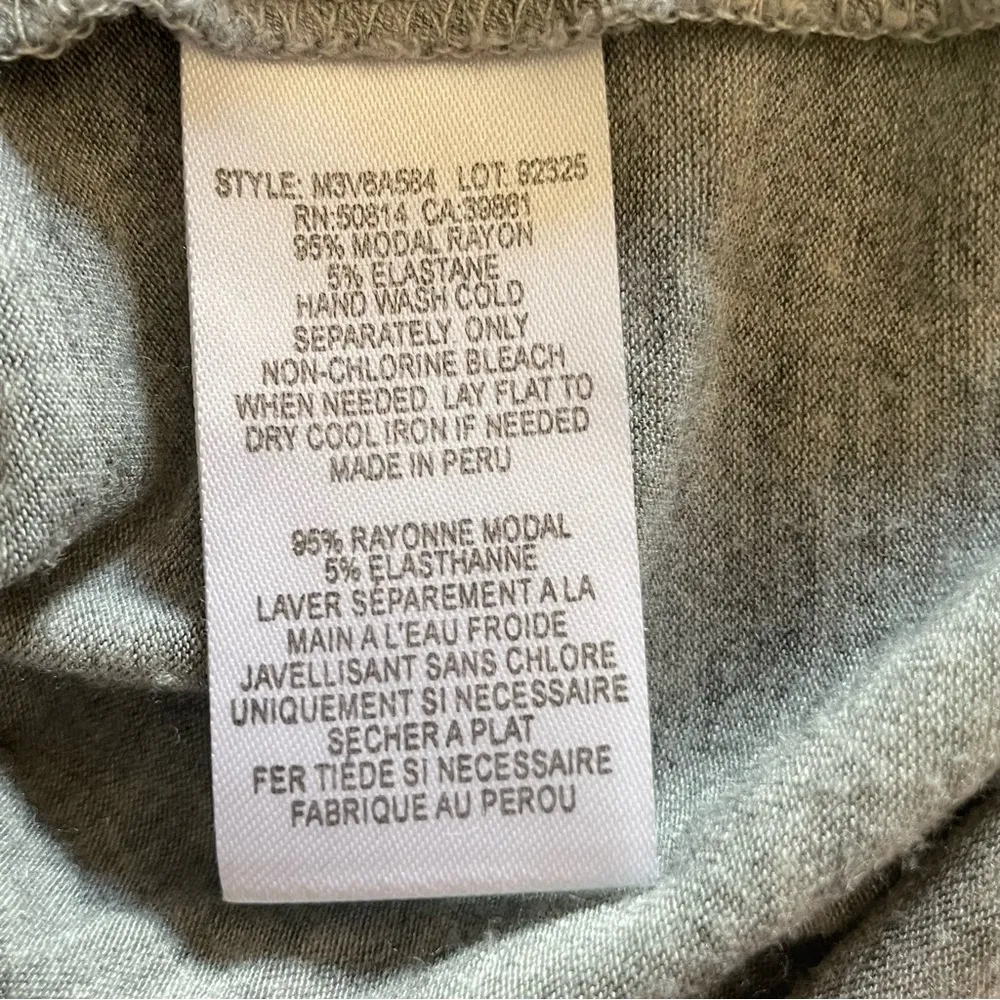 STYLE: M3V8A584 LOT: 92325
RN:50814 CA:39861
95% MODAL RAYON
5% ELASTANE
HAND WASH COLD
SEPARATELY ONLY
NON-CHLORINE BLEACH
WHEN NEEDED LAY FLAT TO
DRY COOL IRON IF NEEDED
MADE IN PERU
95% RAYONNE MODAL
5% ELASTHANNE
LAVER SÉPAREMENT A LA
MAIN A L'EAU FROIDE
JAVELLISANT SANS CHLORE
UNIQUEMENT SI NECESSAIRE
SÉCHER A PLAT
FER TIÉDE SI NECESSAIRE
FABRIQUE AU PEROU